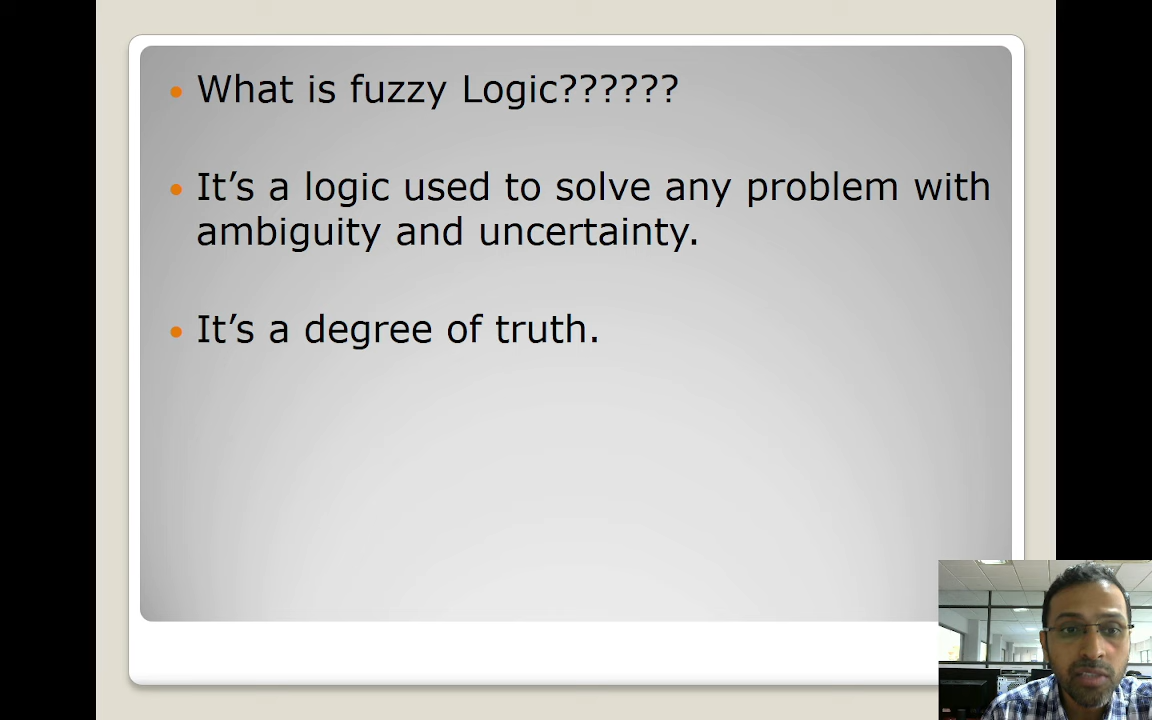 What is fuzzy Logic??????
It’s a logic used to solve any problem with
ambiguity and uncertainty.
It’s a degree of truth.